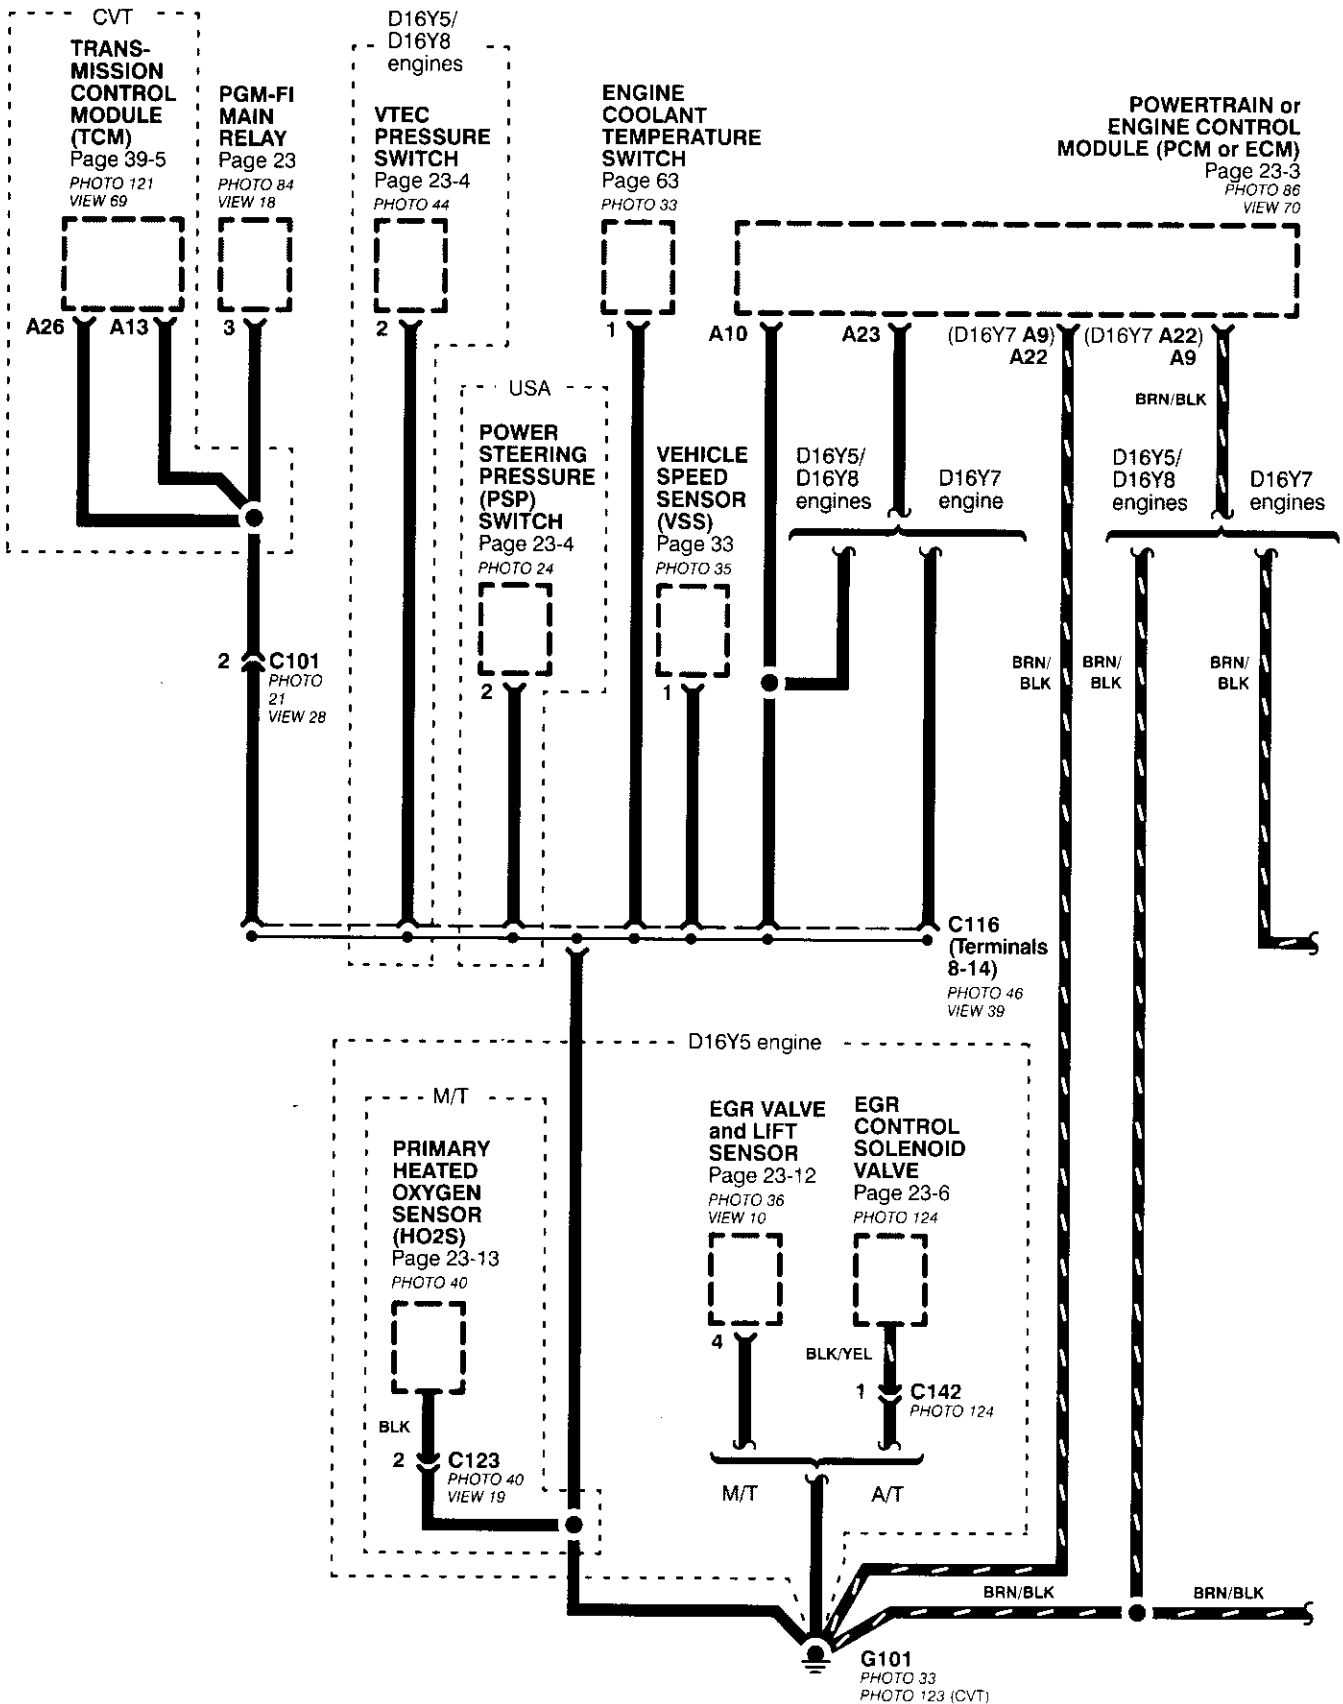 CVT
TRANS-
MISSION
CONTROL
MODULE
(TCM)
Page 39-5
PHOTO 121
VIEW 69
PGM-FI
MAIN
RELAY
Page 23
PHOTO 84
VIEW 18
D16Y5/
D16Y8
engines
VTEC
PRESSURE
SWITCH
Page 23-4
PHOTO 44
ENGINE
COOLANT
TEMPERATURE
SWITCH
Page 63
PHOTO 33
POWERTRAIN or
ENGINE CONTROL
MODULE (PCM or ECM)
Page 23-3
PHOTO 86
VIEW 70
A26
A13
3
2
1
A10
A23
(D16Y7 A9)
A22
(D16Y7 A22)
A9
BRN/BLK
USA
POWER
STEERING
PRESSURE
(PSP)
SWITCH
Page 23-4
PHOTO 24
VEHICLE
SPEED
SENSOR
(VSS)
Page 33
PHOTO 35
D16Y5/
D16Y8
engines
D16Y7
engine
D16Y5/
D16Y8
engines
D16Y7
engines
2 C101
PHOTO
21
VIEW 28
2
1
BRN/
BLK
BRN/
BLK
BRN/
BLK
C116
(Terminals
8-14)
PHOTO 46
VIEW 39
D16Y5 engine
M/T
PRIMARY
HEATED
OXYGEN
SENSOR
(HO2S)
Page 23-13
PHOTO 40
EGR VALVE
and LIFT
SENSOR
Page 23-12
PHOTO 36
VIEW 10
EGR
CONTROL
SOLENOID
VALVE
Page 23-6
PHOTO 124
4
BLK/YEL
1 C142
PHOTO 124
BLK
2 C123
PHOTO 40
VIEW 19
M/T
A/T
BRN/BLK
BRN/BLK
G101
PHOTO 33
PHOTO 123 (CVT)